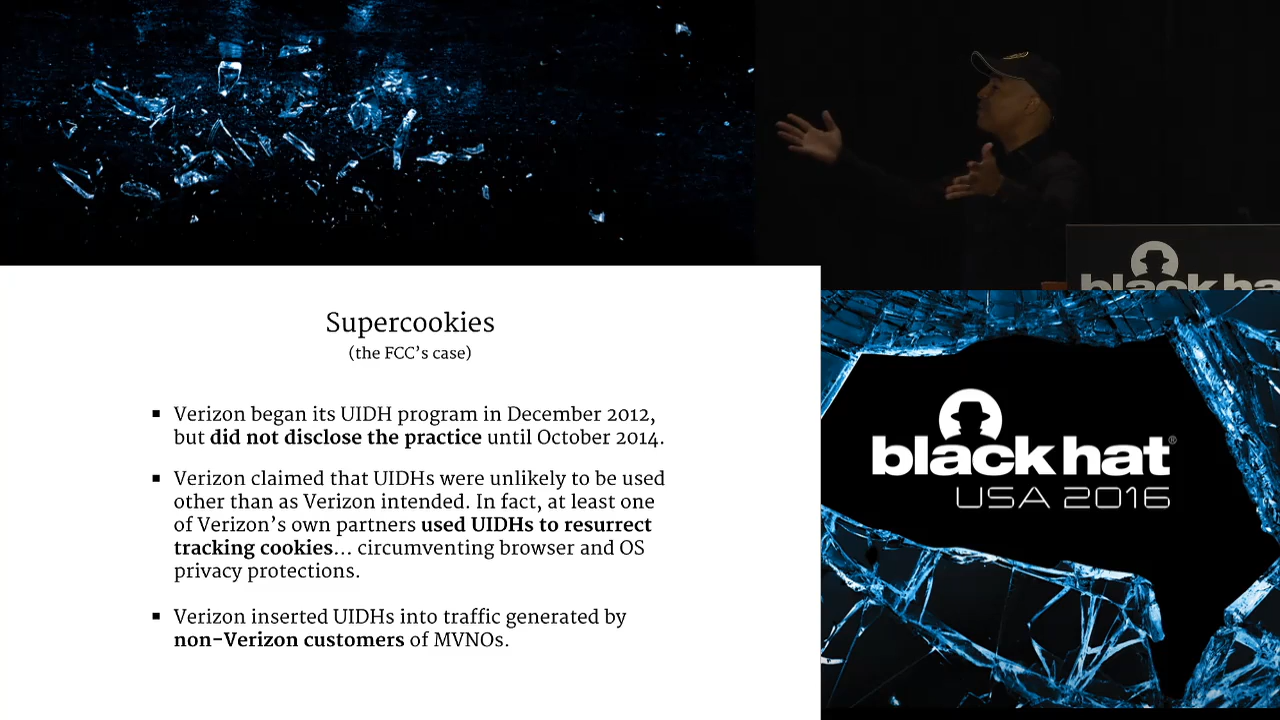 Supercookies
(the FCC's case)
▪ Verizon began its UIDH program in December 2012,
but did not disclose the practice until October 2014.
▪ Verizon claimed that UIDHs were unlikely to be used
other than as Verizon intended. In fact, at least one
of Verizon's own partners used UIDHs to resurrect
tracking cookies… circumventing browser and OS
privacy protections.
▪ Verizon inserted UIDHs into traffic generated by
non-Verizon customers of MVNOs.
black ha
black hat®
USA 2016